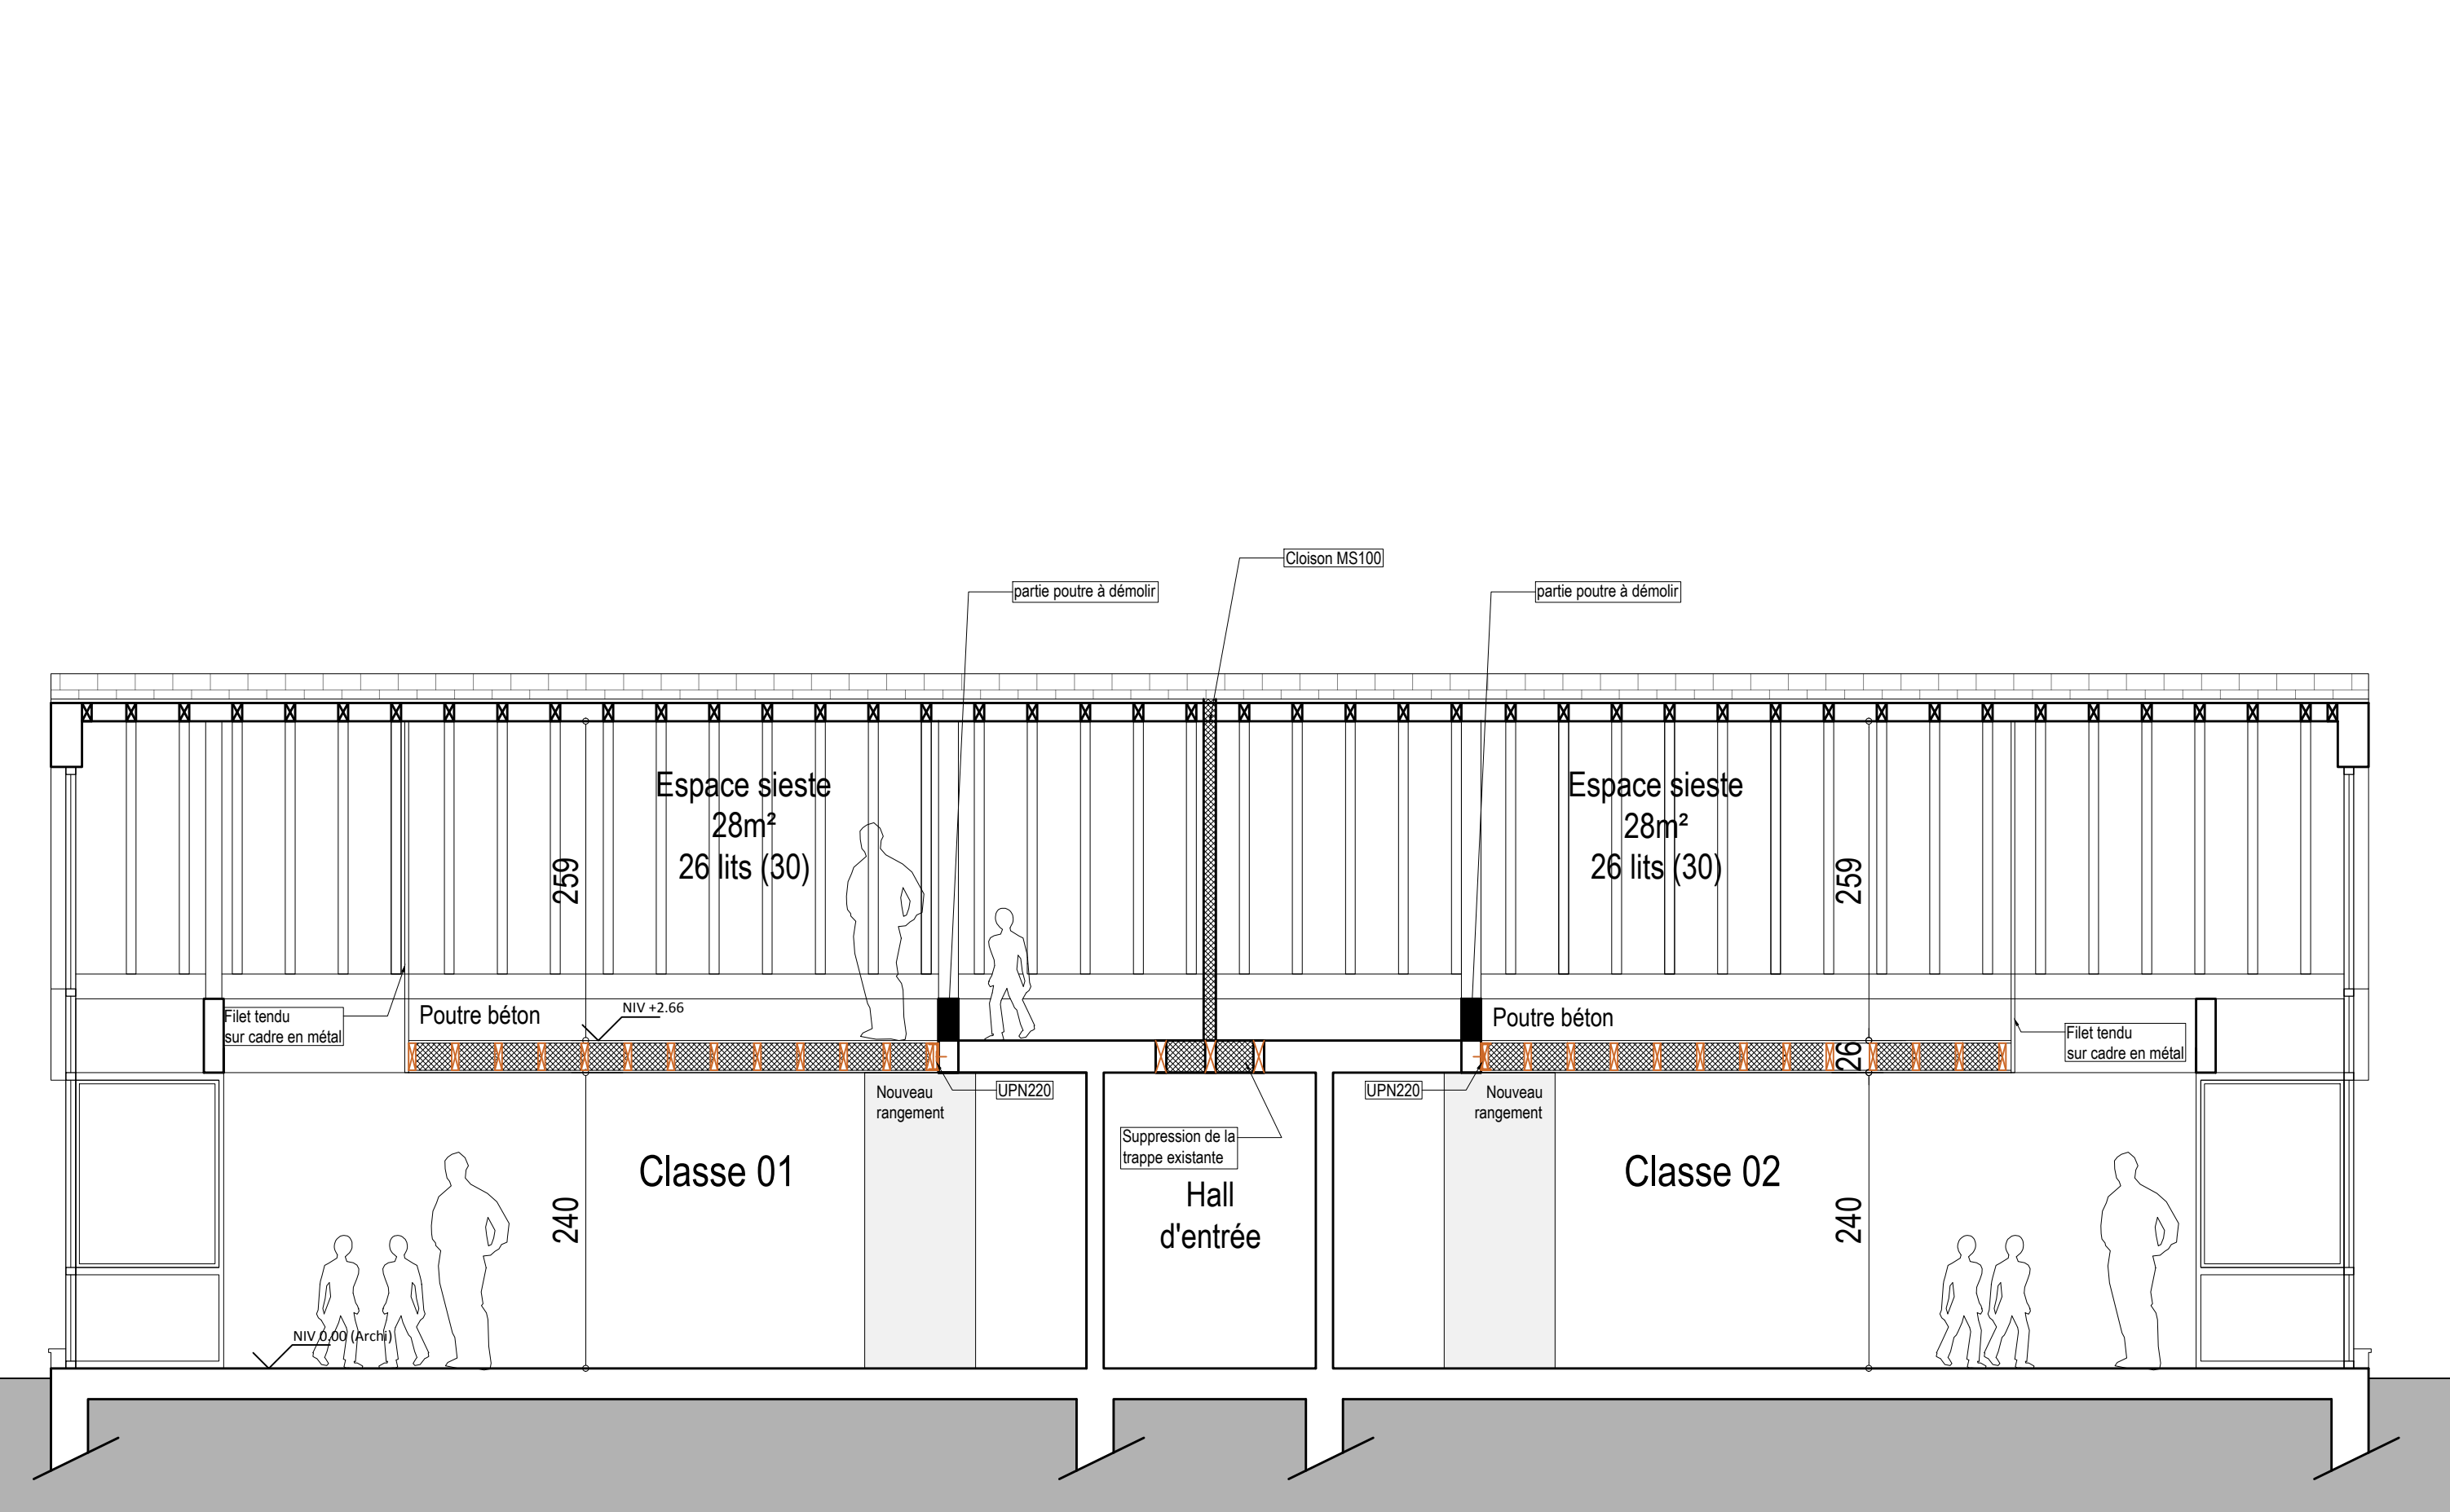 Cloison MS100
partie poutre à démolir
partie poutre à démolir
Espace sieste
28m²
26 lits (30)
259
Espace sieste
28m²
26 lits (30)
259
Filet tendu
sur cadre en métal
Poutre béton
NIV +2.66
Poutre béton
Filet tendu
sur cadre en métal
26
Nouveau
rangement
UPN220
UPN220
Nouveau
rangement
Suppression de la
trappe existante
Classe 01
240
Hall
d'entrée
Classe 02
240
NIV 0.00 (Archi)